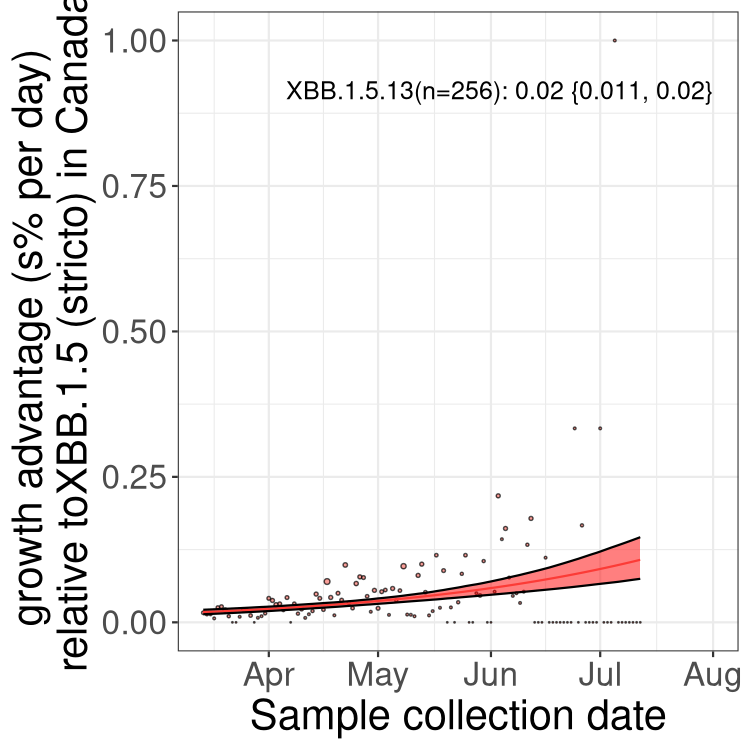 growth advantage (s% per day)
relative toXBB.1.5 (stricto) in Canada
1.00
0.75
0.50
0.25
0.00
XBB.1.5.13(n=256): 0.02 {0.011, 0.02}
Apr May Jun Jul Aug
Sample collection date